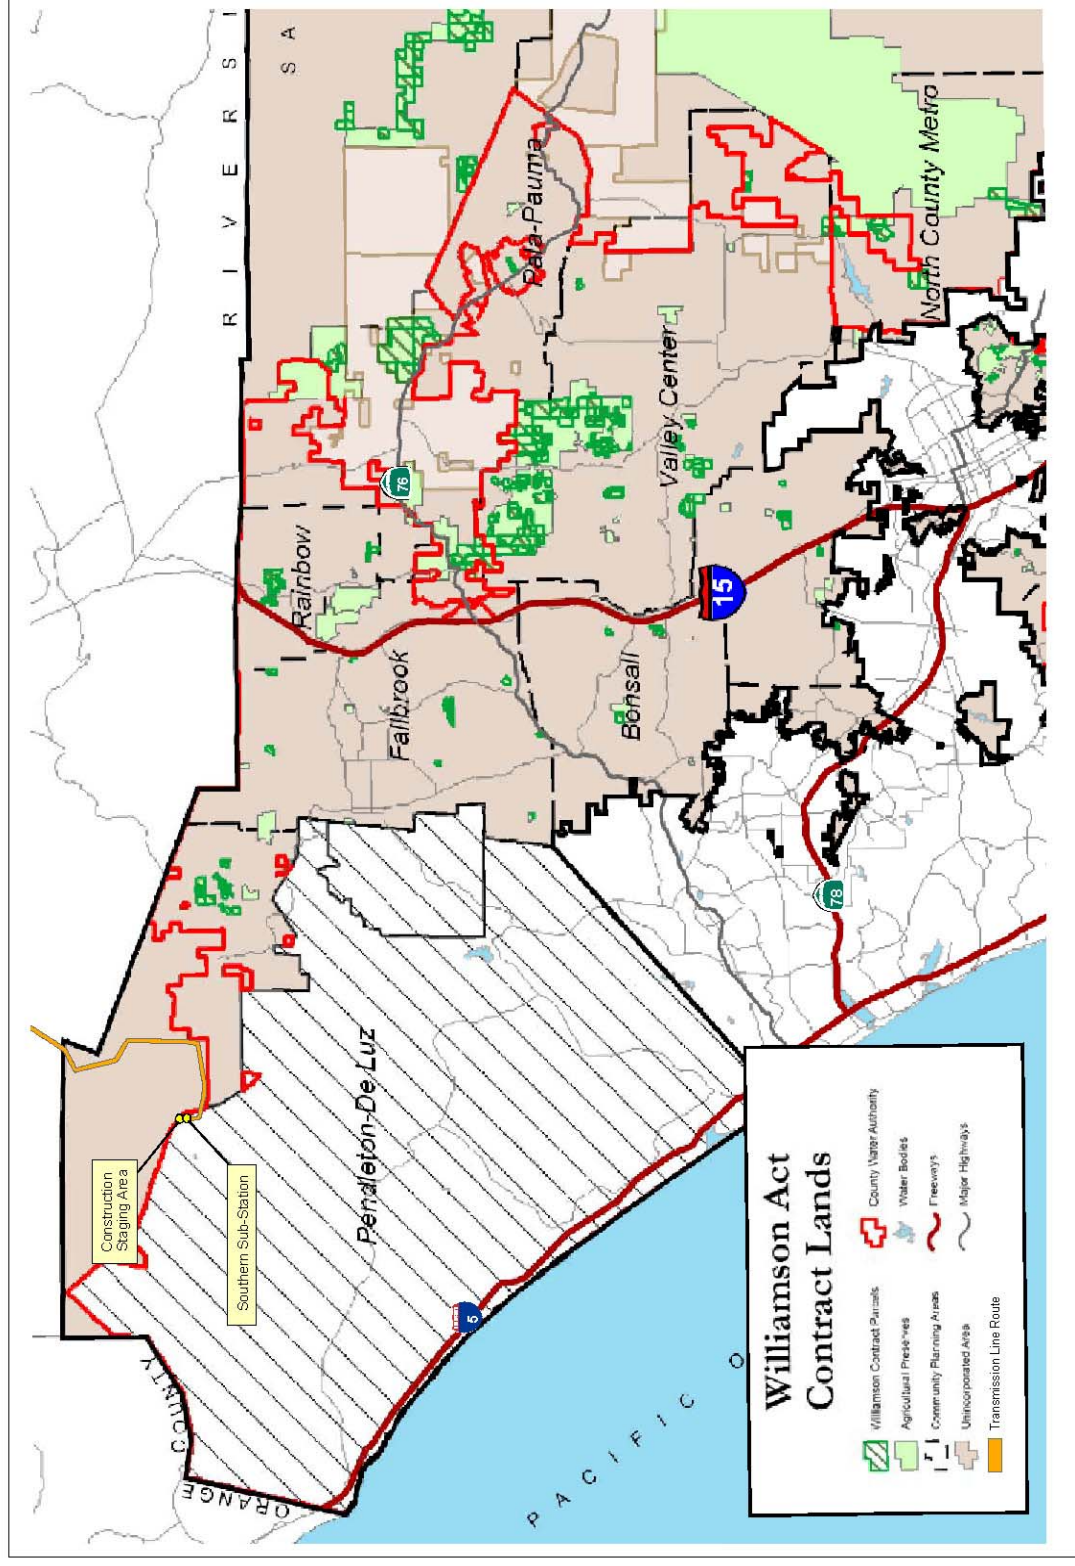 ORANGE
COUNTY
RIVERSI
SA
Construction
Staging Area
Southern Sub-Station
Pendleton-De Luz
Fallbrook
Rainbow
76
Pala-Pauma
Bonsall
15
Valley Center
North County Metro
5
78
PACIFIC O
Williamson Act
Contract Lands
Williamson Contract Parcels
Agricultural Preserves
Community Planning Areas
Unincorporated Area
Transmission Line Route
County Water Authority
Water Bodies
Freeways
Major Highways